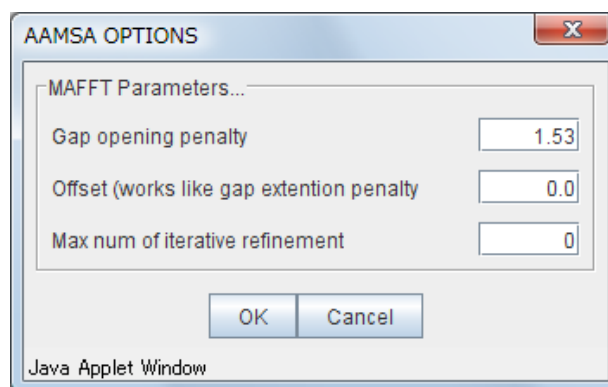 AAMSA OPTIONS
MAFFT Parameters...
Gap opening penalty 1.53
Offset (works like gap extention penalty 0.0
Max num of iterative refinement 0
OK Cancel
Java Applet Window